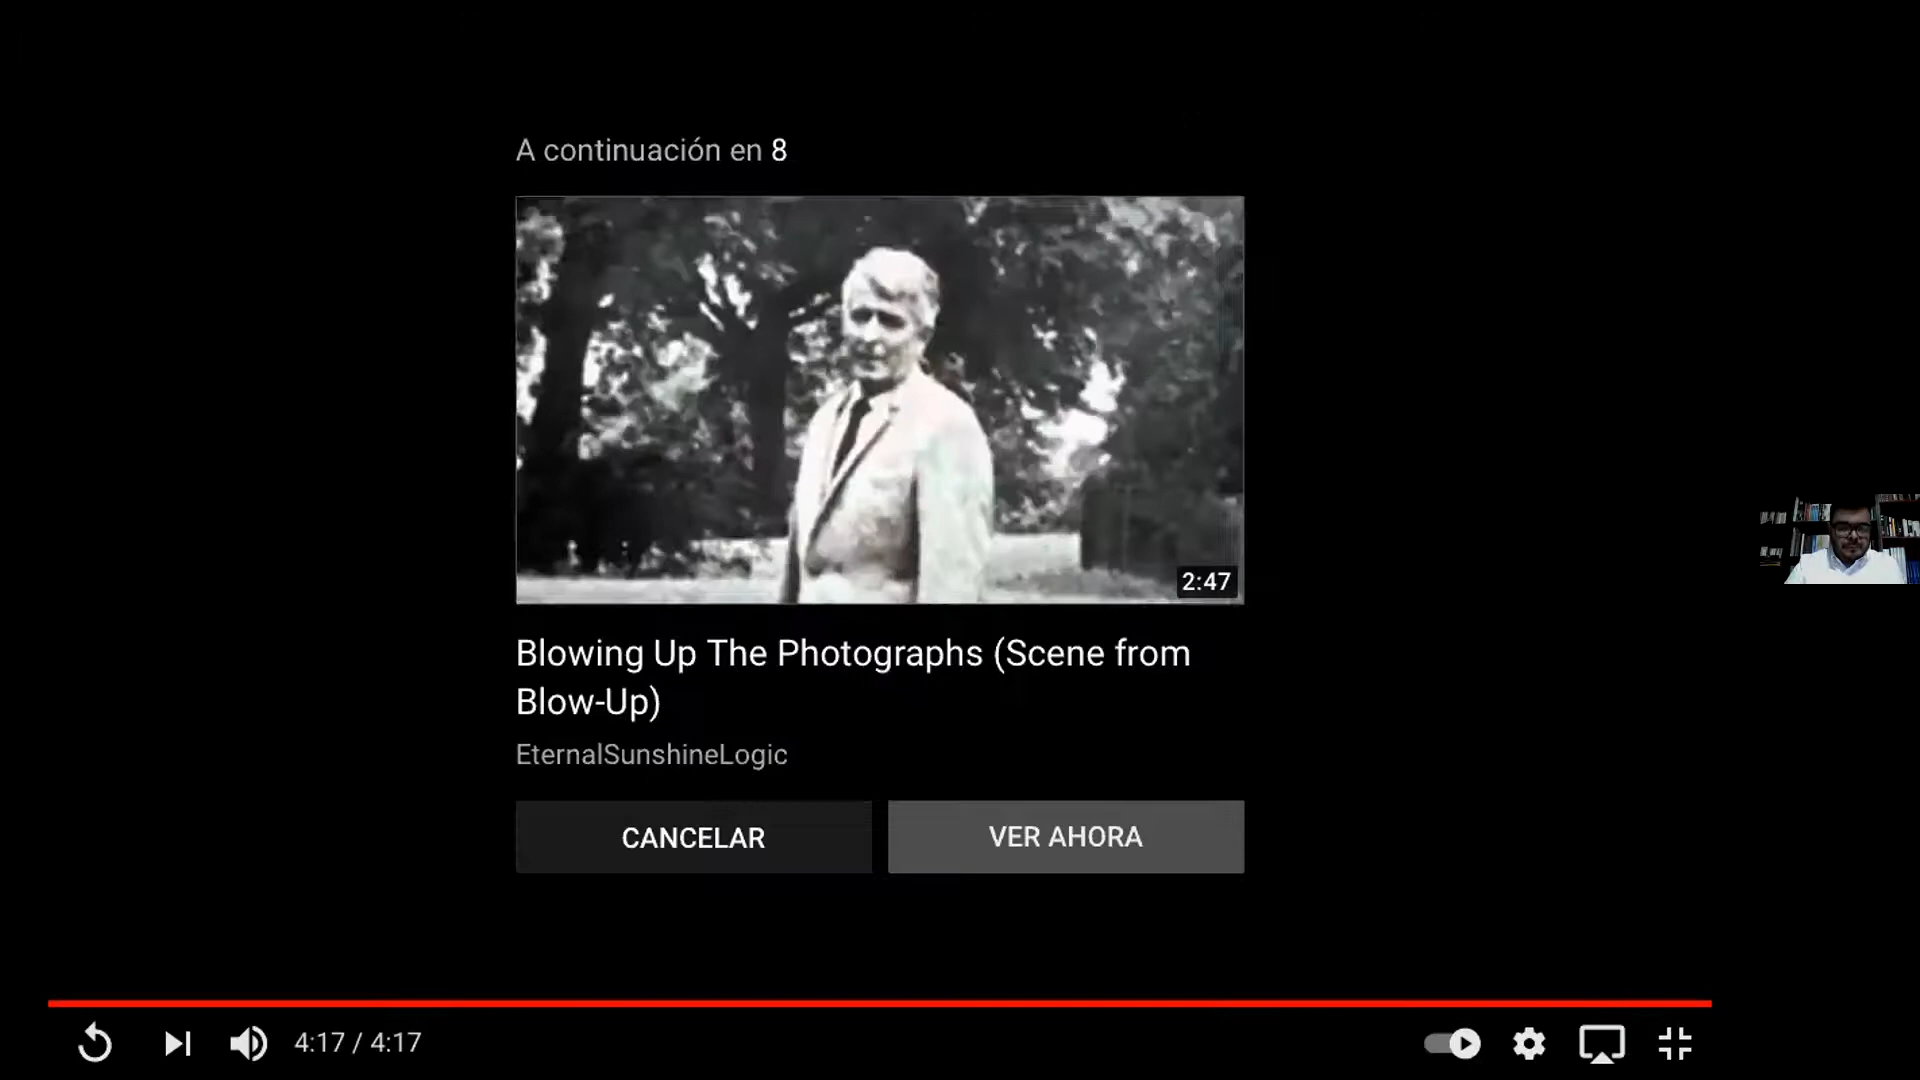 A continuación en 8
2:47
Blowing Up The Photographs (Scene from
Blow-Up)
EternalSunshineLogic
CANCELAR
VER AHORA
4:17 / 4:17